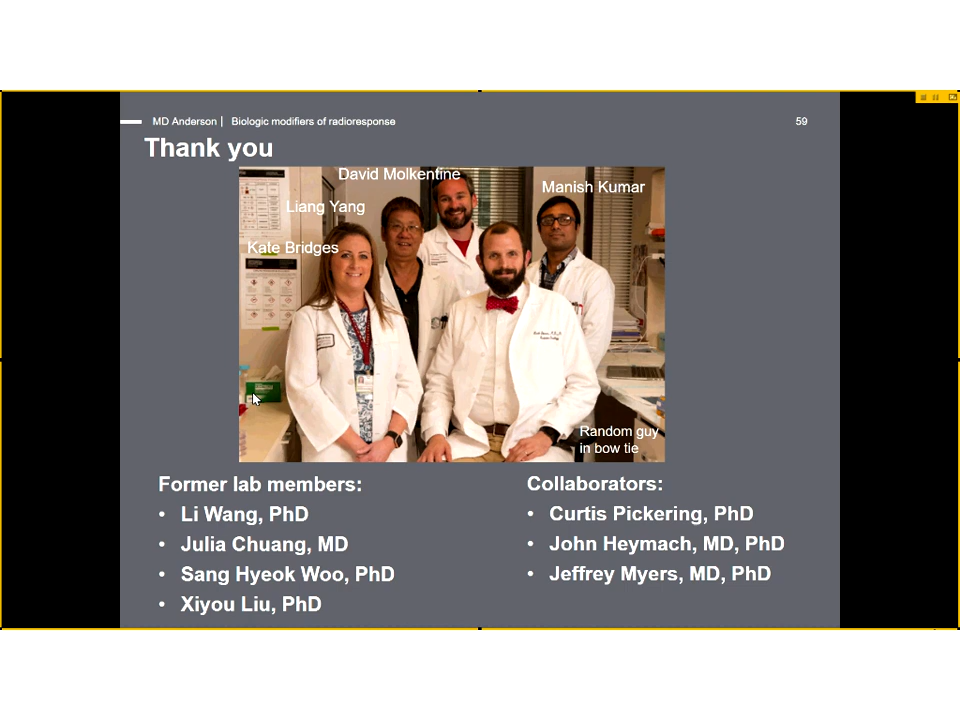 MD Anderson | Biologic modifiers of radioresponse
59
Thank you
David Molkentine
Manish Kumar
Liang Yang
Kate Bridges
Random guy
in bow tie
Former lab members:
• Li Wang, PhD
• Julia Chuang, MD
• Sang Hyeok Woo, PhD
• Xiyou Liu, PhD
Collaborators:
• Curtis Pickering, PhD
• John Heymach, MD, PhD
• Jeffrey Myers, MD, PhD